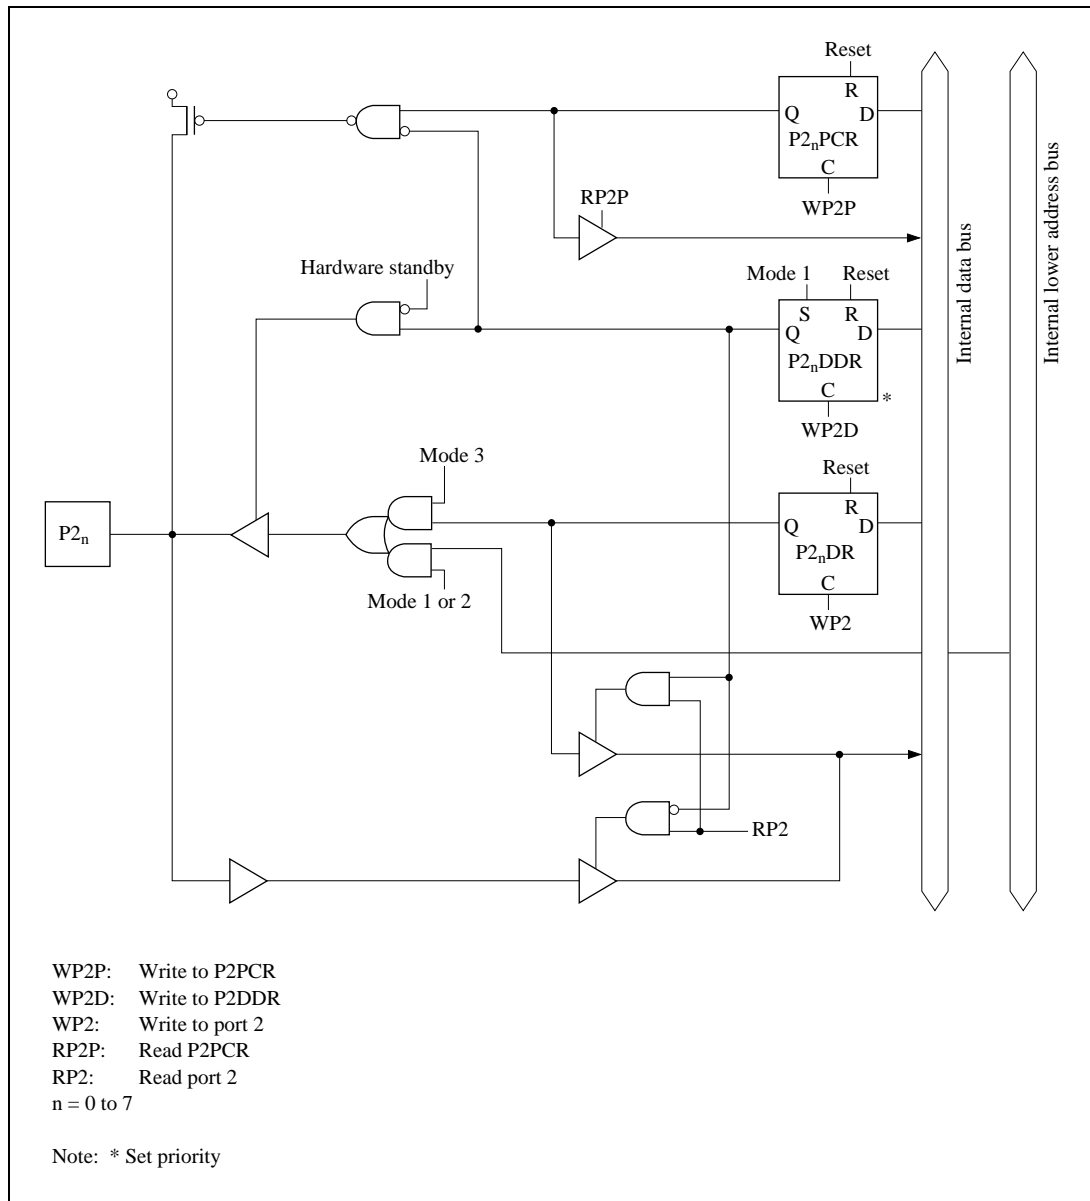 Reset
R
Q
D
P2nPCR
C
WP2P
RP2P
Hardware standby
Mode 1
Reset
S
R
Q
D
P2nDDR
C
*
WP2D
Internal data bus
Internal lower address bus
Mode 3
Reset
R
Q
D
P2n
P2nDR
C
Mode 1 or 2
WP2
RP2
WP2P: Write to P2PCR
WP2D: Write to P2DDR
WP2: Write to port 2
RP2P: Read P2PCR
RP2: Read port 2
n = 0 to 7
Note: * Set priority